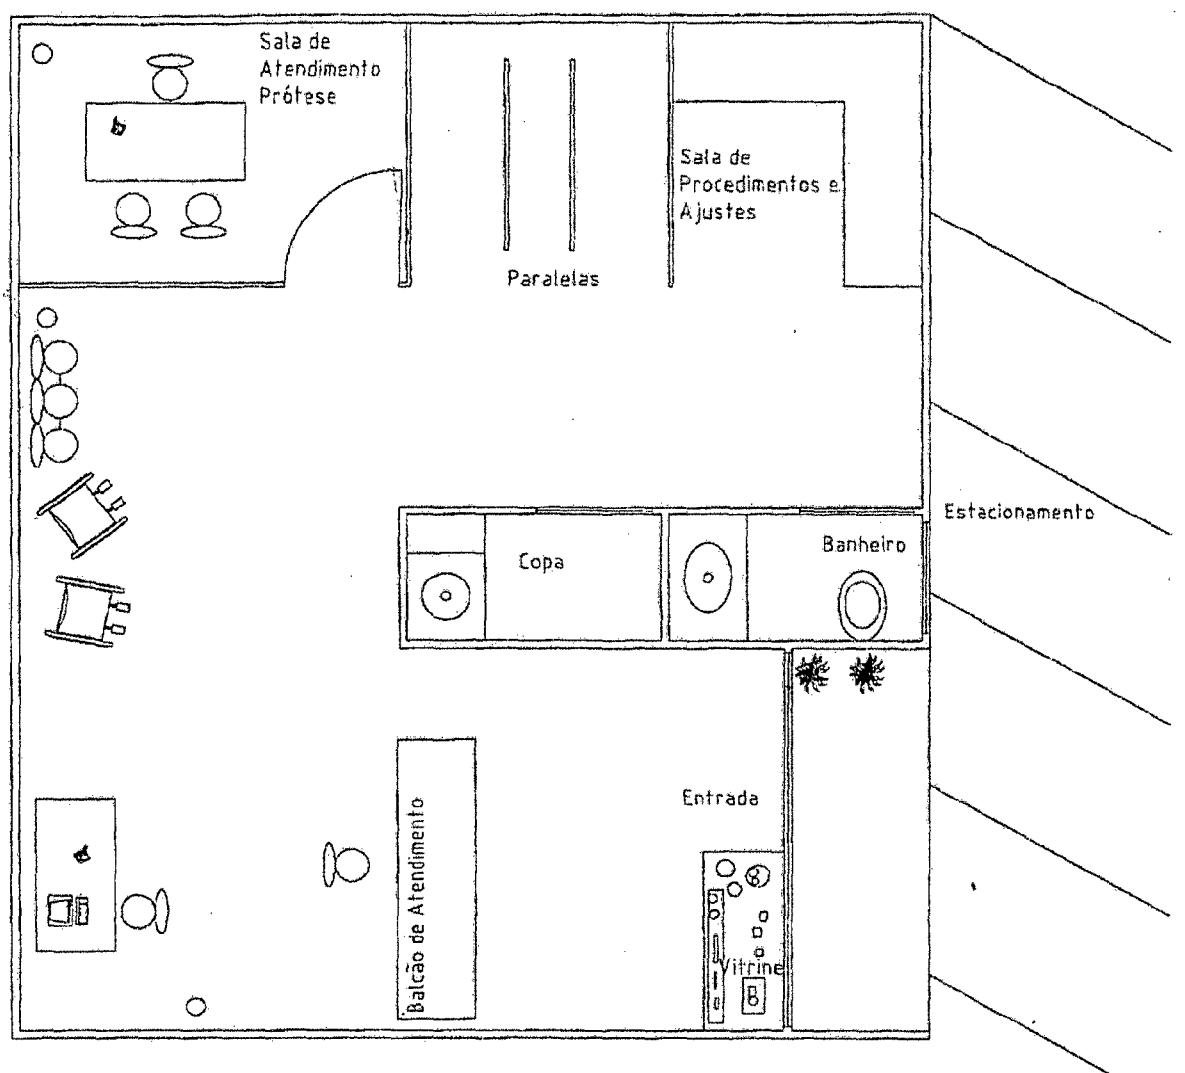 Sala de
Atendimento
Prótese
Sala de
Procedimentos e
Ajustes
Paralelas
Estacionamento
Copa
Banheiro
Entrada
Balcão de Atendimento
Vitrine